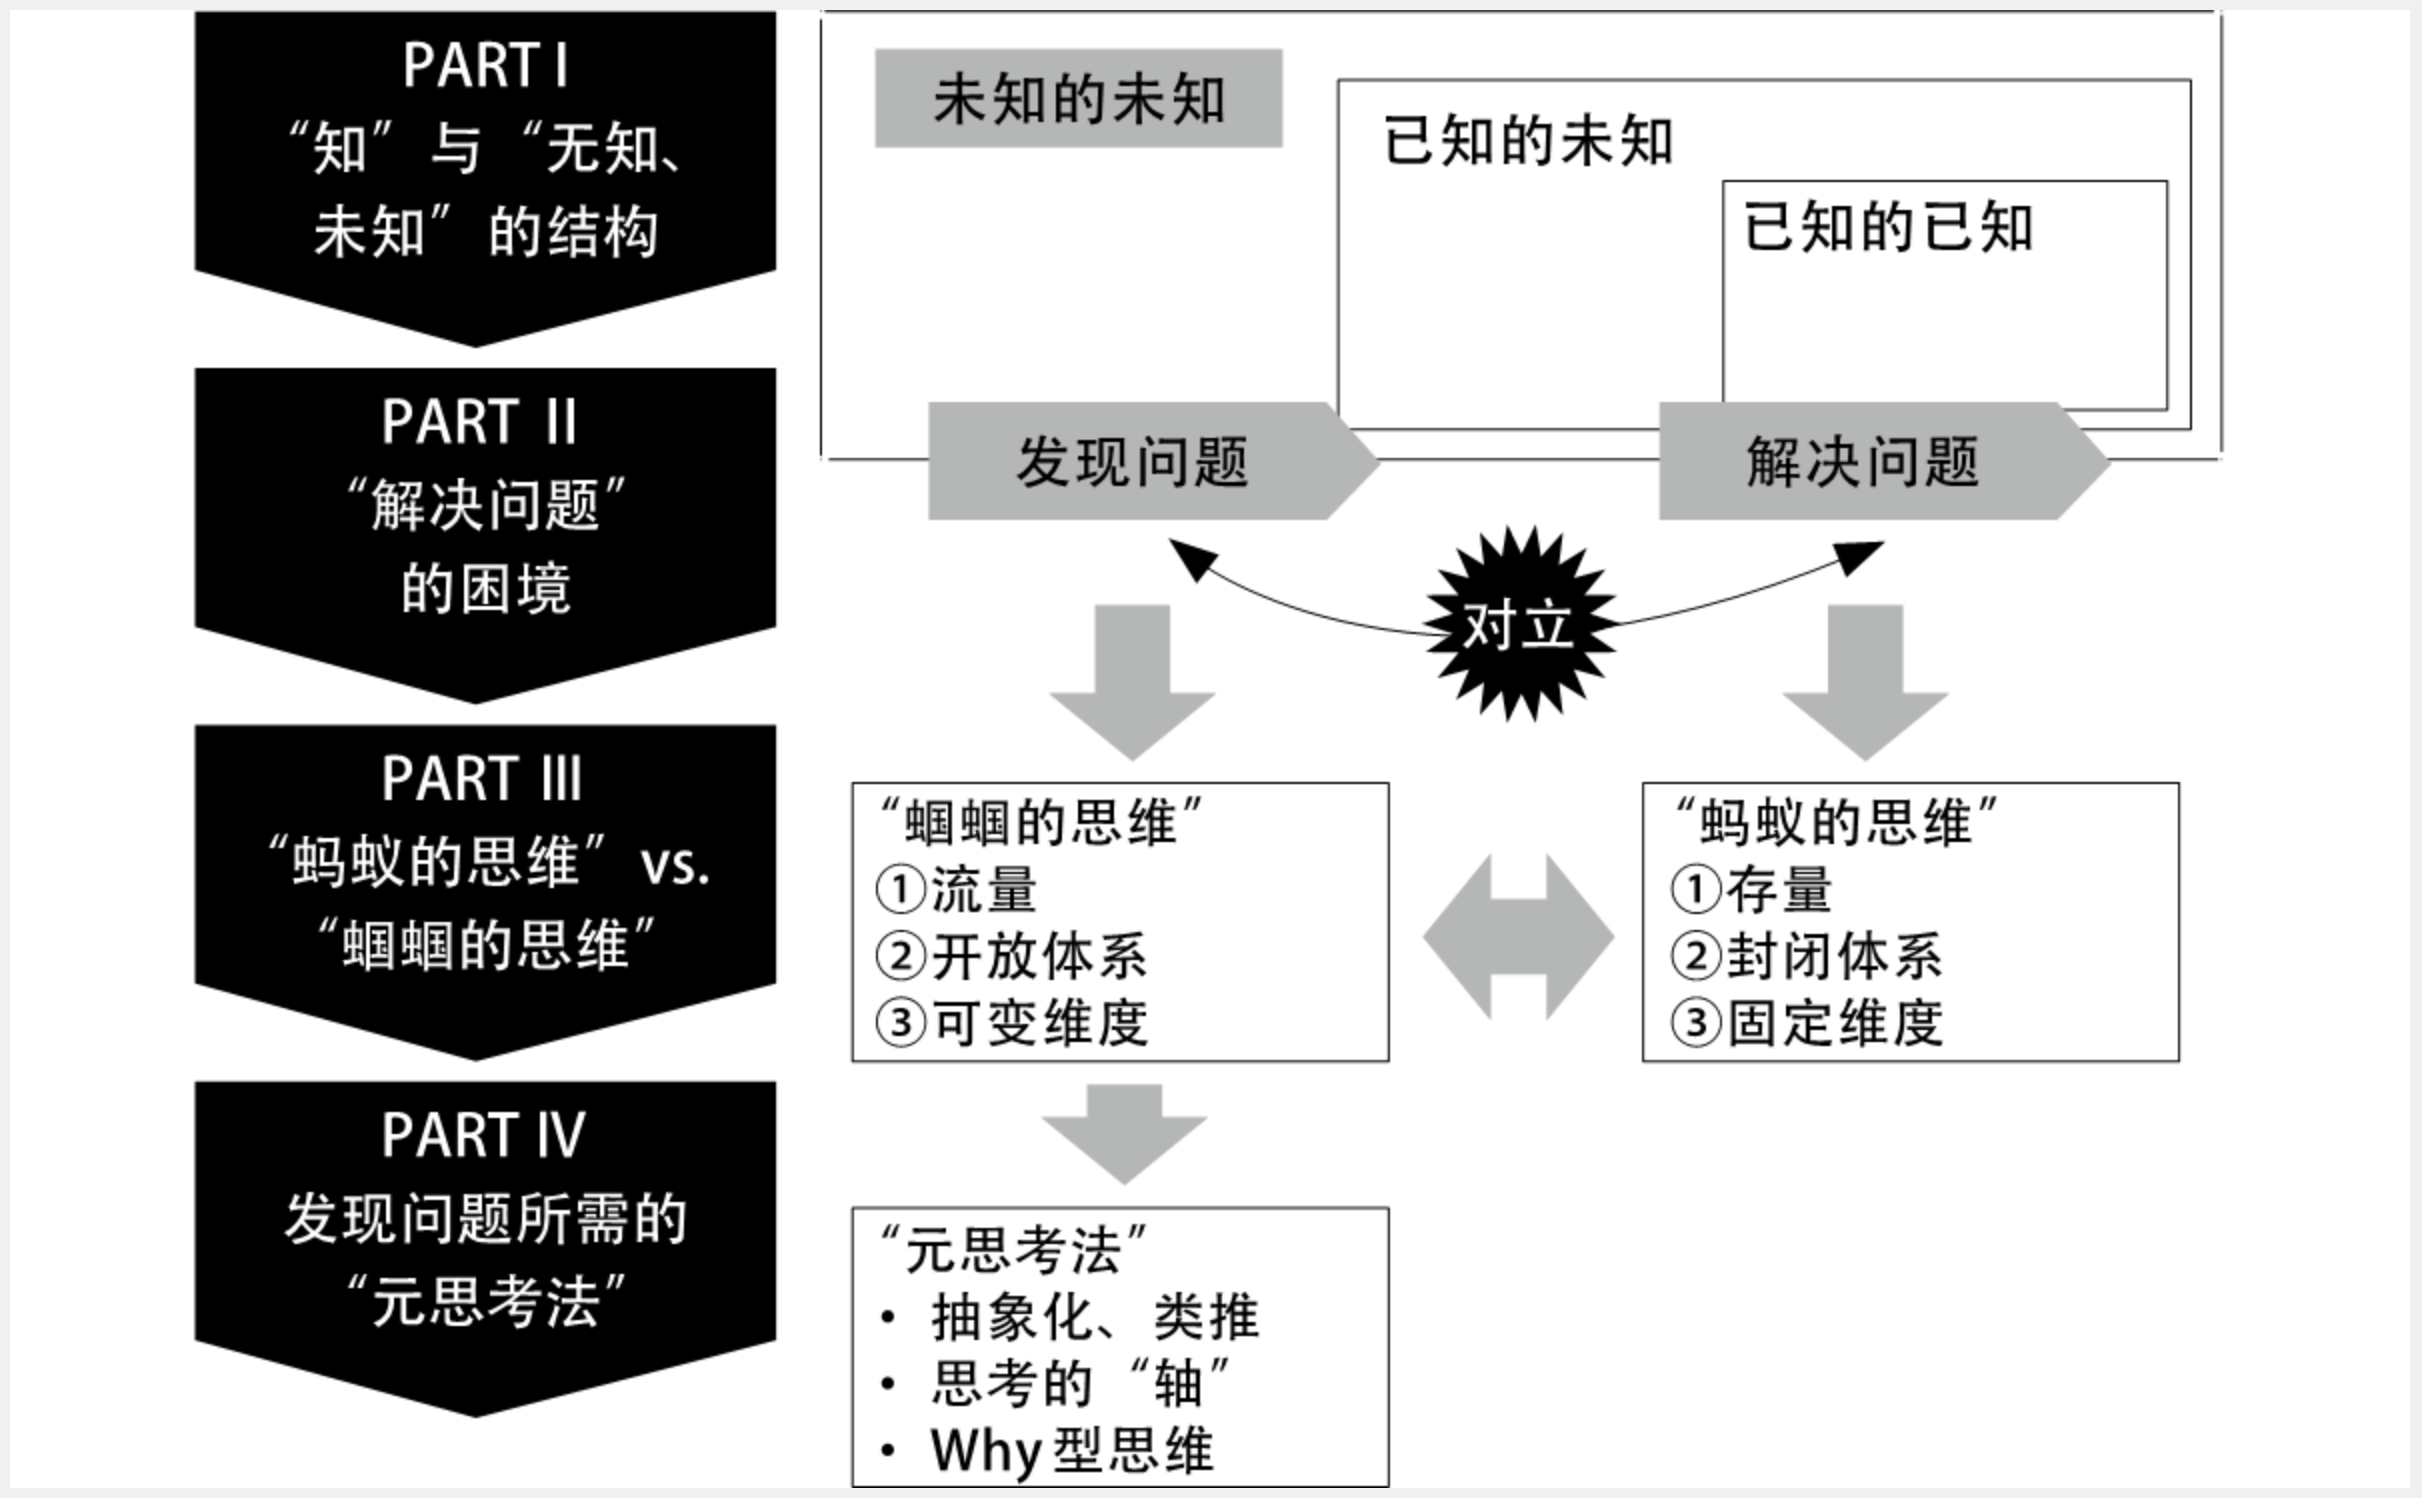 PART I
“知”与“无知、
未知”的结构
未知的未知
已知的未知
已知的已知
PART II
“解决问题”
的困境
发现问题
解决问题
对立
PART III
“蚂蚁的思维”vs.
“蝈蝈的思维”
“蝈蝈的思维”
①流量
②开放体系
③可变维度
“蚂蚁的思维”
①存量
②封闭体系
③固定维度
PART IV
发现问题所需的
“元思考法”
“元思考法”
• 抽象化、类推
• 思考的“轴”
• Why型思维